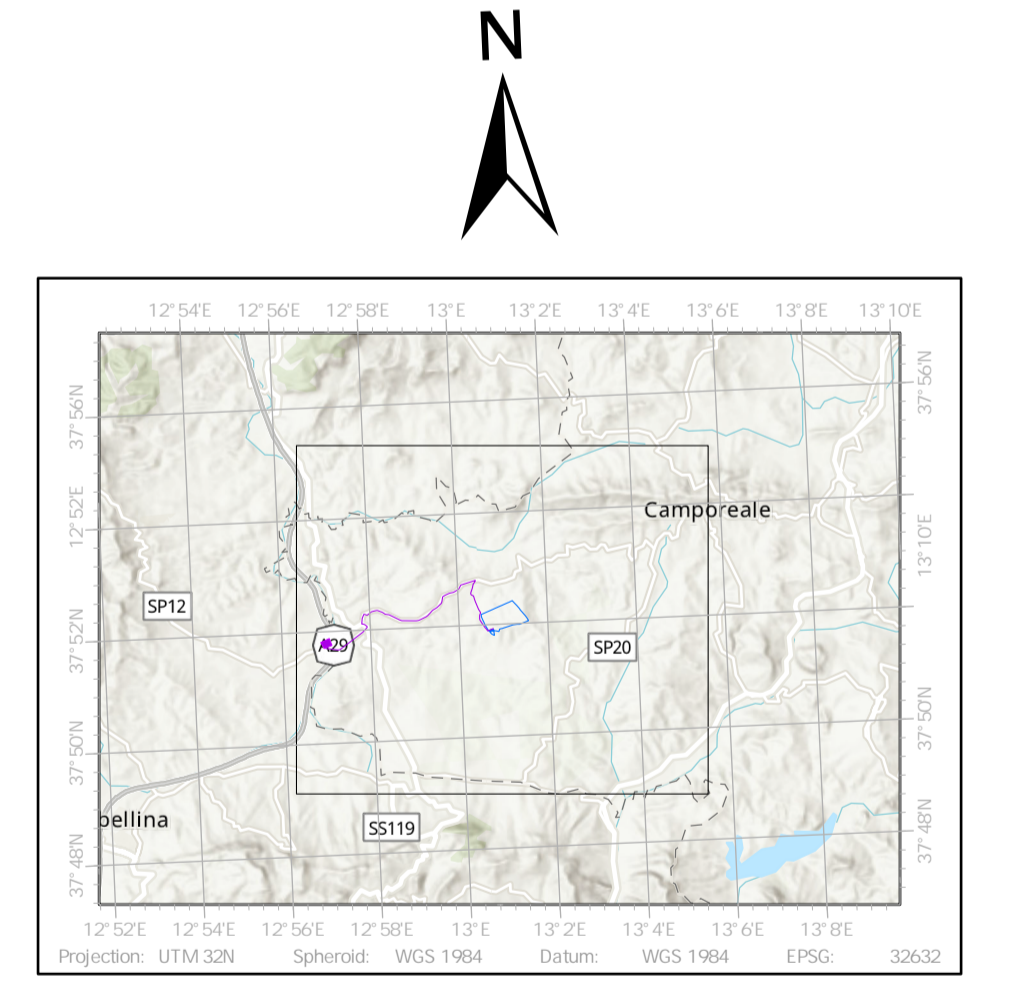 N
12°54'E 12°56'E 12°58'E 13°E 13°2'E 13°4'E 13°6'E 13°8'E 13°10'E
37°56'N
37°56'N
12°52'E
Camporeale
13°10'E
SP12
37°52'N
A29
SP20
37°50'N
37°50'N
bellina
SS119
37°48'N
37°48'N
12°52'E 12°54'E 12°56'E 12°58'E 13°E 13°2'E 13°4'E 13°6'E 13°8'E
Projection: UTM 32N Spheroid: WGS 1984 Datum: WGS 1984 EPSG: 32632